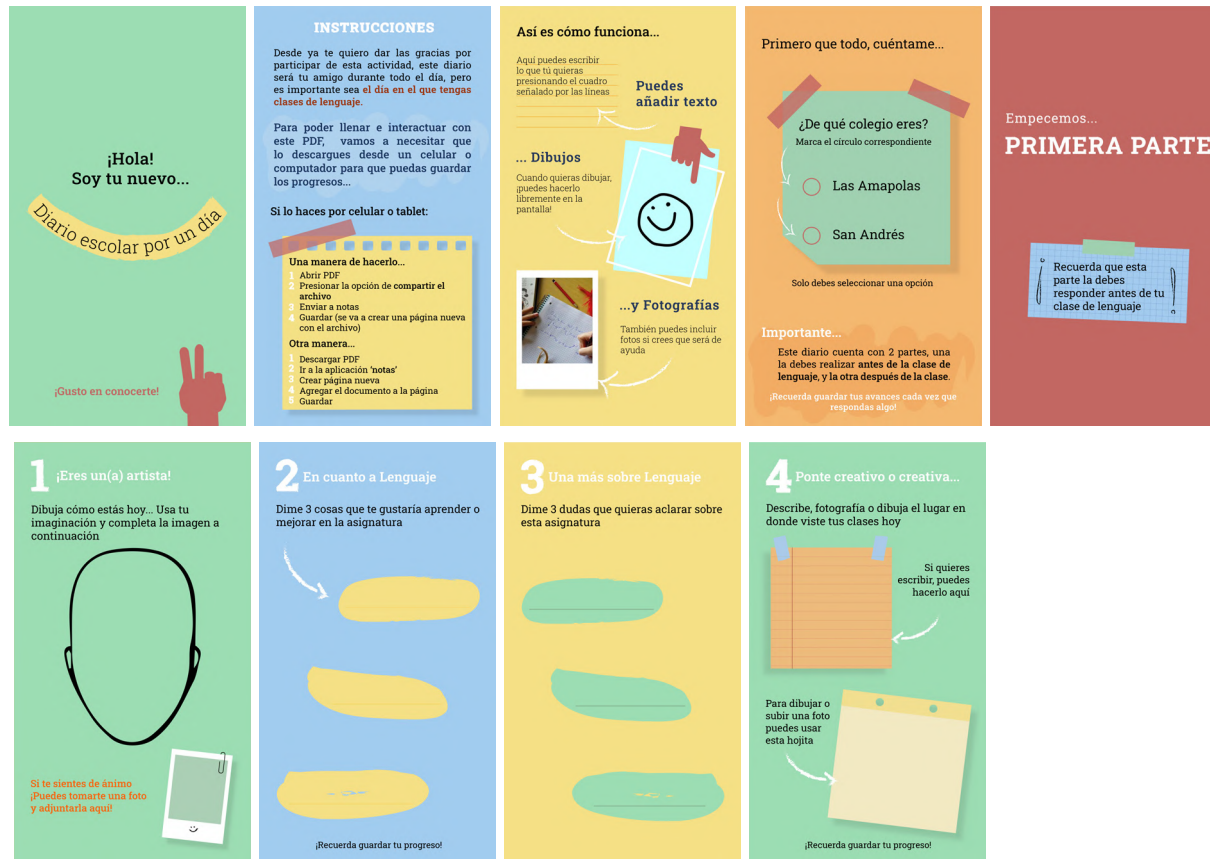 ¡Hola!
Soy tu nuevo...
Diario escolar por un día
¡Gusto en conocerte!
INSTRUCCIONES
Desde ya te quiero dar las gracias por
participar de esta actividad, este diario
será tu amigo durante todo el día, pero
es importante sea el día en el que tengas
clases de lenguaje.
Para poder llenar e interactuar con
este PDF, vamos a necesitar que
lo descargues desde un celular o
computador para que puedas guardar
los progresos...
Si lo haces por celular o tablet:
Una manera de hacerlo...
1 Abrir PDF
2 Presionar la opción de compartir el
archivo
3 Enviar a notas
4 Guardar (se va a crear una página nueva
con el archivo)
Otra manera...
1 Descargar PDF
2 Ir a la aplicación ‘notas’
3 Crear página nueva
4 Agregar el documento a la página
5 Guardar
Así es cómo funciona...
Aquí puedes escribir
lo que tú quieras
presionando el cuadro
señalado por las líneas
Puedes
añadir texto
... Dibujos
Cuando quieras dibujar,
¡puedes hacerlo
libremente en la
pantalla!
...y Fotografías
También puedes incluir
fotos si crees que será de
ayuda
Primero que todo, cuéntame...
¿De qué colegio eres?
Marca el círculo correspondiente
Las Amapolas
San Andrés
Solo debes seleccionar una opción
Importante...
Este diario cuenta con 2 partes, una
la debes realizar antes de la clase de
lenguaje, y la otra después de la clase.
¡Recuerda guardar tus avances cada vez que
respondas algo!
Empecemos...
PRIMERA PARTE
Recuerda que esta
parte la debes
responder antes de tu
clase de lenguaje
1 ¡Eres un(a) artista!
Dibuja cómo estás hoy... Usa tu
imaginación y completa la imagen a
continuación
Si te sientes de ánimo
¡Puedes tomarte una foto
y adjuntarla aquí!
2 En cuanto a Lenguaje
Dime 3 cosas que te gustaría aprender o
mejorar en la asignatura
¡Recuerda guardar tu progreso!
3 Una más sobre Lenguaje
Dime 3 dudas que quieras aclarar sobre
esta asignatura
4 Ponte creativo o creativa...
Describe, fotografía o dibuja el lugar en
donde viste tus clases hoy
Si quieres
escribir, puedes
hacerlo aquí
Para dibujar o
subir una foto
puedes usar
esta hojita
¡Recuerda guardar tu progreso!